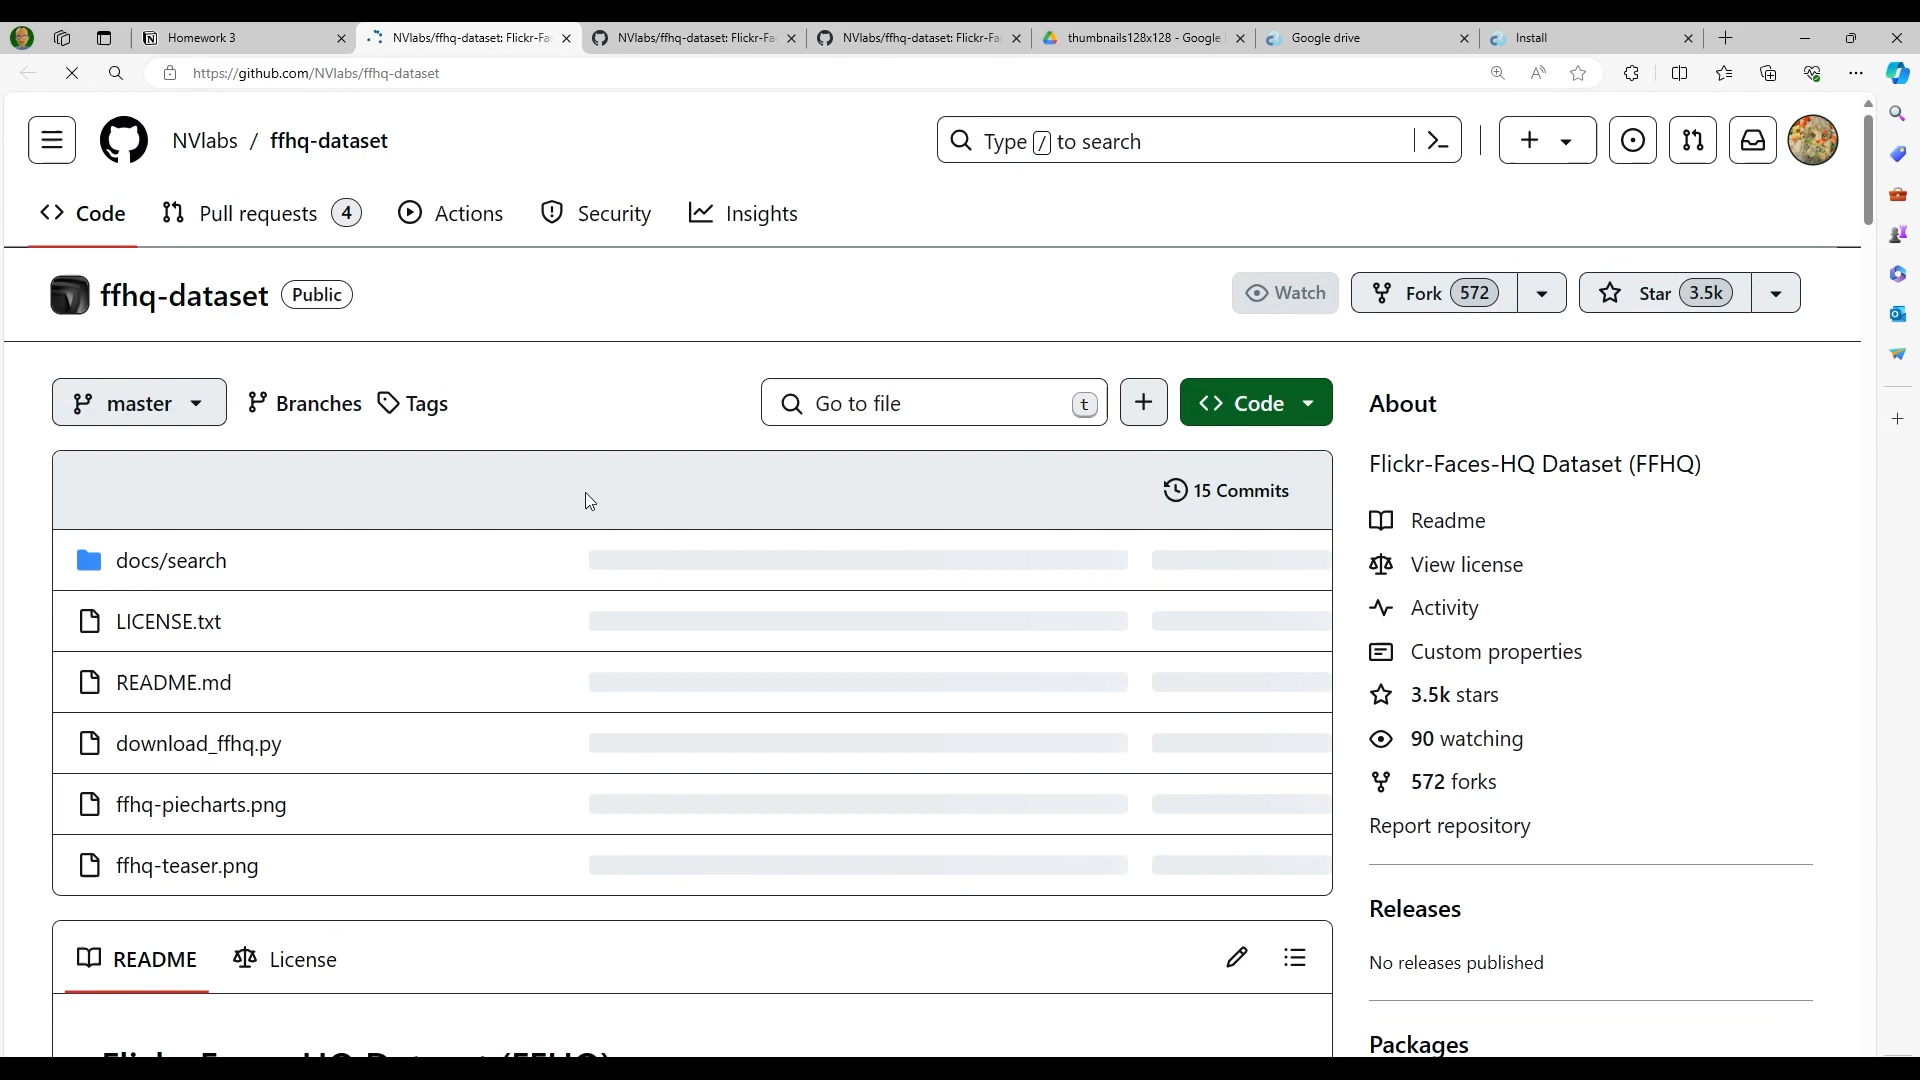 Homework 3
NVlabs/ffhq-dataset: Flickr-Fa
NVlabs/ffhq-dataset: Flickr-Fa
NVlabs/ffhq-dataset: Flickr-Fa
thumbnails128x128 - Google
Google drive
Install
https://github.com/NVlabs/ffhq-dataset
NVlabs / ffhq-dataset
Type / to search
Code
Pull requests 4
Actions
Security
Insights
ffhq-dataset Public
Watch
Fork 572
Star 3.5k
master
Branches
Tags
Go to file t
Code
15 Commits
docs/search
LICENSE.txt
README.md
download_ffhq.py
ffhq-piecharts.png
ffhq-teaser.png
README
License
Flickr-Faces-HQ Dataset (FFHQ)
About
Flickr-Faces-HQ Dataset (FFHQ)
Readme
View license
Activity
Custom properties
3.5k stars
90 watching
572 forks
Report repository
Releases
No releases published
Packages